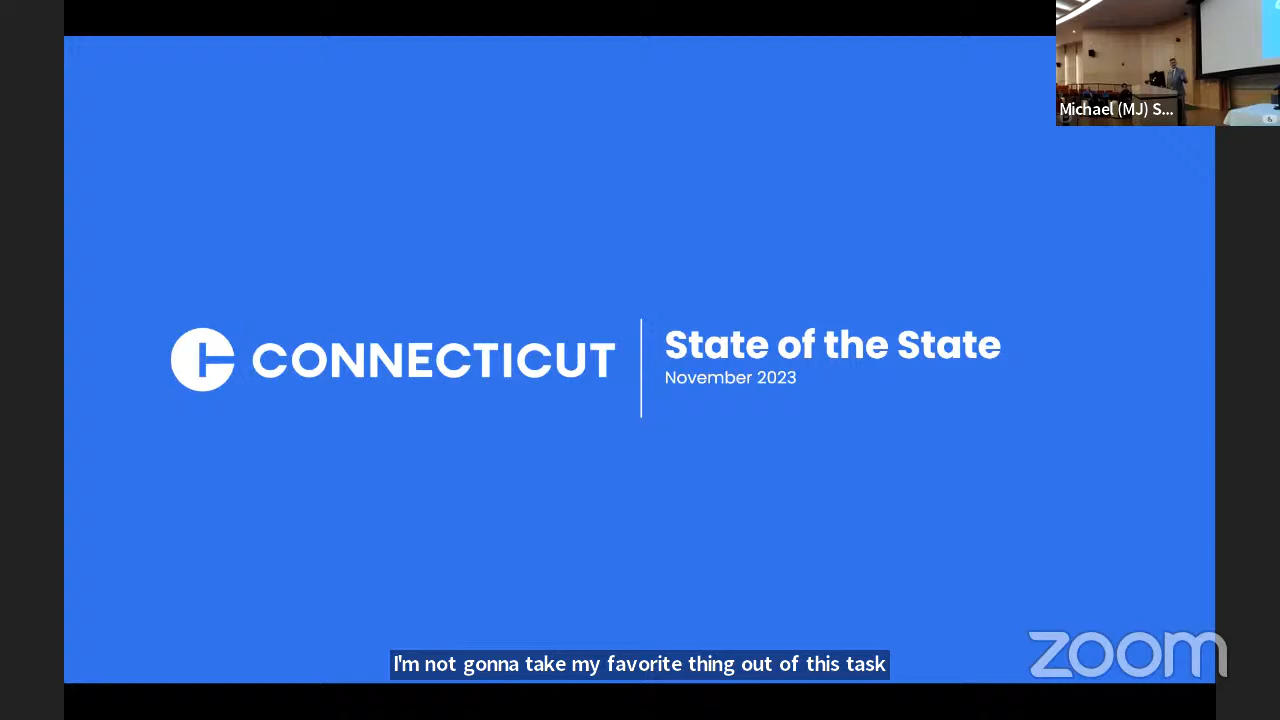 Michael (MJ) S...
CONNECTICUT
State of the State
November 2023
I'm not gonna take my favorite thing out of this task
zoom